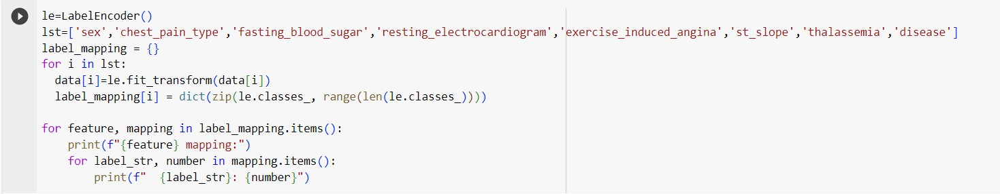 le=LabelEncoder()
lst=['sex','chest_pain_type','fasting_blood_sugar','resting_electrocardiogram','exercise_induced_angina','st_slope','thalassemia','disease']
label_mapping = {}
for i in lst:
  data[i]=le.fit_transform(data[i])
  label_mapping[i] = dict(zip(le.classes_, range(len(le.classes_))))

for feature, mapping in label_mapping.items():
    print(f"{feature} mapping:")
    for label_str, number in mapping.items():
        print(f"  {label_str}: {number}")